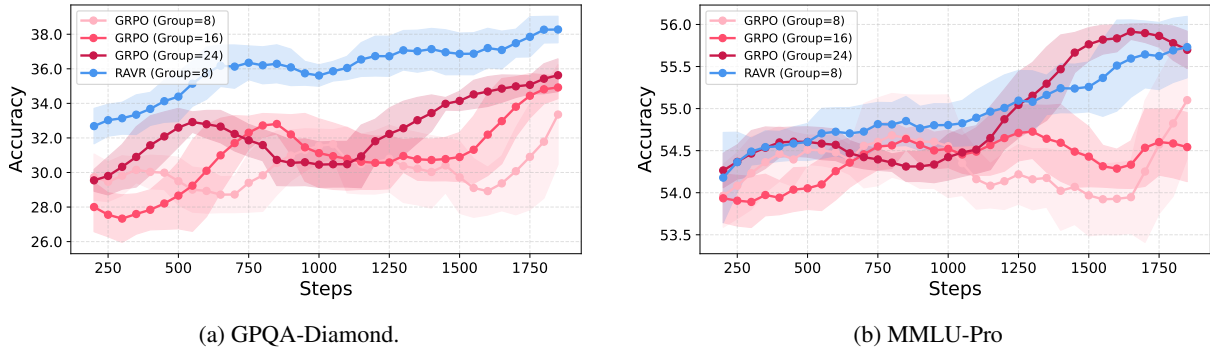 38.0
36.0
34.0
32.0
30.0
28.0
26.0
Accuracy
GRPO (Group=8)
GRPO (Group=16)
GRPO (Group=24)
RAVR (Group=8)
250 500 750 1000 1250 1500 1750
Steps
(a) GPQA-Diamond.
56.0
55.5
55.0
54.5
54.0
53.5
Accuracy
GRPO (Group=8)
GRPO (Group=16)
GRPO (Group=24)
RAVR (Group=8)
250 500 750 1000 1250 1500 1750
Steps
(b) MMLU-Pro